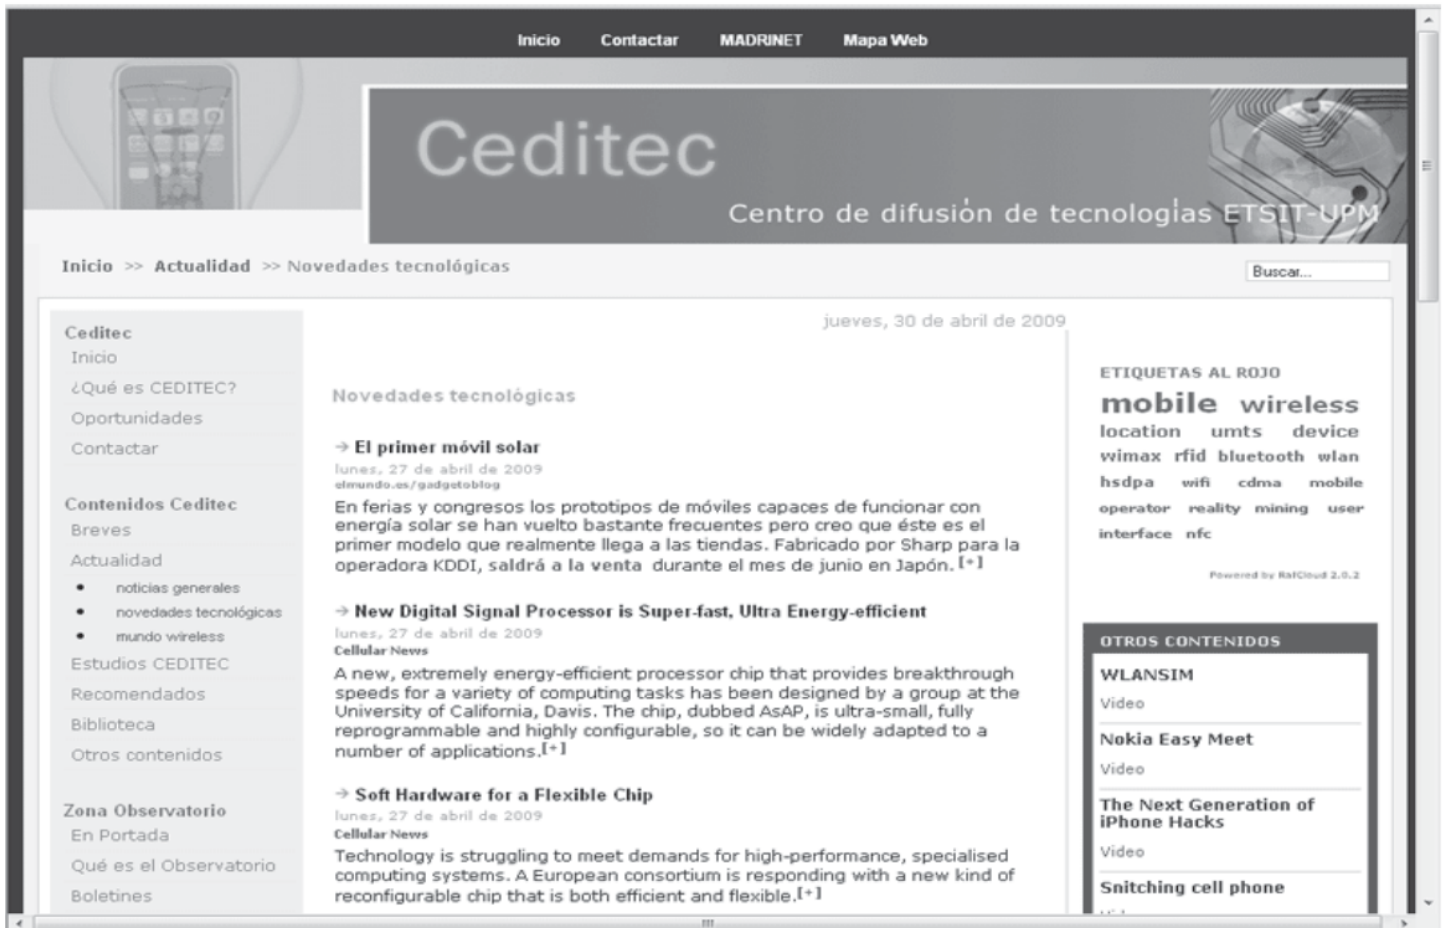 Inicio Contactar MADRINET Mapa Web
Ceditec
Centro de difusión de tecnologías ETSIT-UPM
Inicio >> Actualidad >> Novedades tecnológicas
Buscar...
Ceditec
Inicio
¿Qué es CEDITEC?
Oportunidades
Contactar
Contenidos Ceditec
Breves
Actualidad
• noticias generales
• novedades tecnológicas
• mundo wireless
Estudios CEDITEC
Recomendados
Biblioteca
Otros contenidos
Zona Observatorio
En Portada
Qué es el Observatorio
Boletines
jueves, 30 de abril de 2009
Novedades tecnológicas
→ El primer móvil solar
lunes, 27 de abril de 2009
elmundo.es/gadgetoblog
En ferias y congresos los prototipos de móviles capaces de funcionar con
energía solar se han vuelto bastante frecuentes pero creo que éste es el
primer modelo que realmente llega a las tiendas. Fabricado por Sharp para la
operadora KDDI, saldrá a la venta durante el mes de junio en Japón. [+]
→ New Digital Signal Processor is Super-fast, Ultra Energy-efficient
lunes, 27 de abril de 2009
Cellular News
A new, extremely energy-efficient processor chip that provides breakthrough
speeds for a variety of computing tasks has been designed by a group at the
University of California, Davis. The chip, dubbed AsAP, is ultra-small, fully
reprogrammable and highly configurable, so it can be widely adapted to a
number of applications.[+]
→ Soft Hardware for a Flexible Chip
lunes, 27 de abril de 2009
Cellular News
Technology is struggling to meet demands for high-performance, specialised
computing systems. A European consortium is responding with a new kind of
reconfigurable chip that is both efficient and flexible.[+]
ETIQUETAS AL ROJO
mobile wireless
location umts device
wimax rfid bluetooth wlan
hsdpa wifi cdma mobile
operator reality mining user
interface nfc
Powered by RafCloud 2.0.2
OTROS CONTENIDOS
WLANSIM
Video
Nokia Easy Meet
Video
The Next Generation of
iPhone Hacks
Video
Snitching cell phone